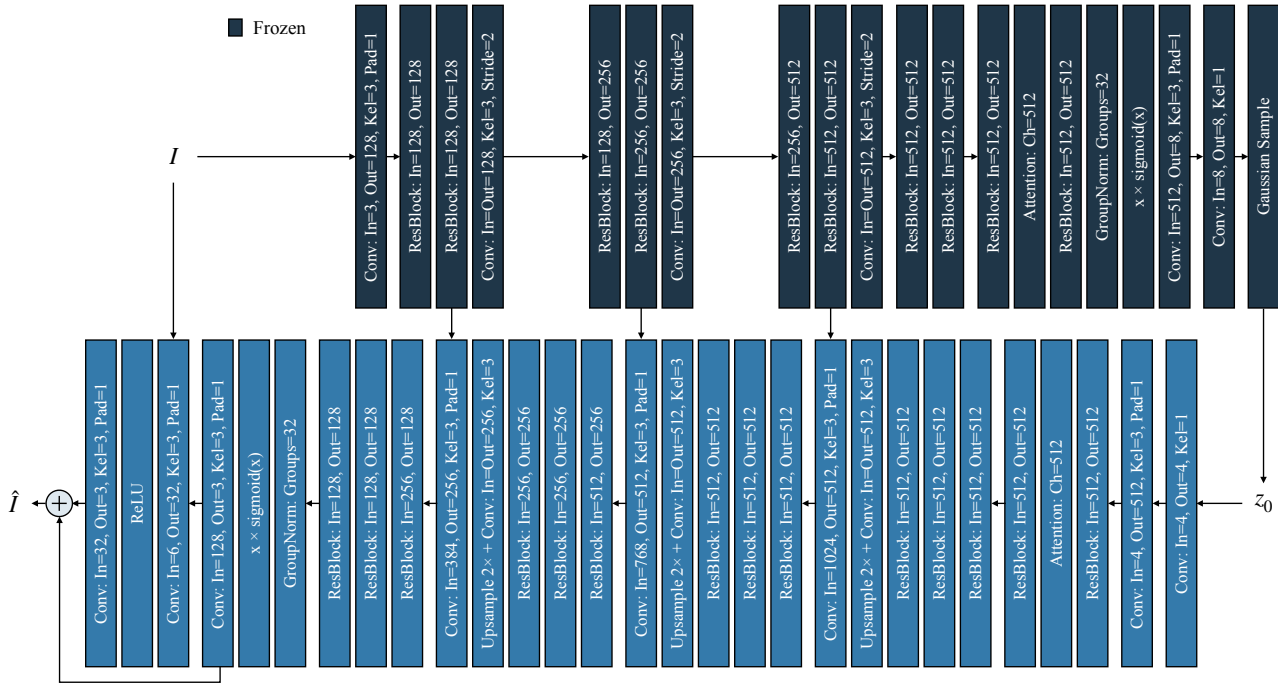 Frozen
I
Conv: In=3, Out=128, Kel=3, Pad=1
ResBlock: In=128, Out=128
ResBlock: In=128, Out=128
Conv: In=Out=128, Kel=3, Stride=2
ResBlock: In=128, Out=256
ResBlock: In=256, Out=256
Conv: In=Out=256, Kel=3, Stride=2
ResBlock: In=256, Out=512
ResBlock: In=512, Out=512
Conv: In=Out=512, Kel=3, Stride=2
ResBlock: In=512, Out=512
ResBlock: In=512, Out=512
ResBlock: In=512, Out=512
Attention: Ch=512
ResBlock: In=512, Out=512
GroupNorm: Groups=32
x × sigmoid(x)
Conv: In=512, Out=8, Kel=3, Pad=1
Conv: In=8, Out=8, Kel=1
Gaussian Sample
Î
+
Conv: In=32, Out=3, Kel=3, Pad=1
ReLU
Conv: In=6, Out=32, Kel=3, Pad=1
Conv: In=128, Out=3, Kel=3, Pad=1
x × sigmoid(x)
GroupNorm: Groups=32
ResBlock: In=128, Out=128
ResBlock: In=128, Out=128
ResBlock: In=256, Out=128
Conv: In=384, Out=256, Kel=3, Pad=1
Upsample 2× + Conv: In=Out=256, Kel=3
ResBlock: In=256, Out=256
ResBlock: In=256, Out=256
ResBlock: In=512, Out=256
Conv: In=768, Out=512, Kel=3, Pad=1
Upsample 2× + Conv: In=Out=512, Kel=3
ResBlock: In=512, Out=512
ResBlock: In=512, Out=512
ResBlock: In=512, Out=512
Conv: In=1024, Out=512, Kel=3, Pad=1
Upsample 2× + Conv: In=Out=512, Kel=3
ResBlock: In=512, Out=512
ResBlock: In=512, Out=512
ResBlock: In=512, Out=512
ResBlock: In=512, Out=512
Attention: Ch=512
ResBlock: In=512, Out=512
Conv: In=4, Out=512, Kel=3, Pad=1
Conv: In=4, Out=4, Kel=1
z₀